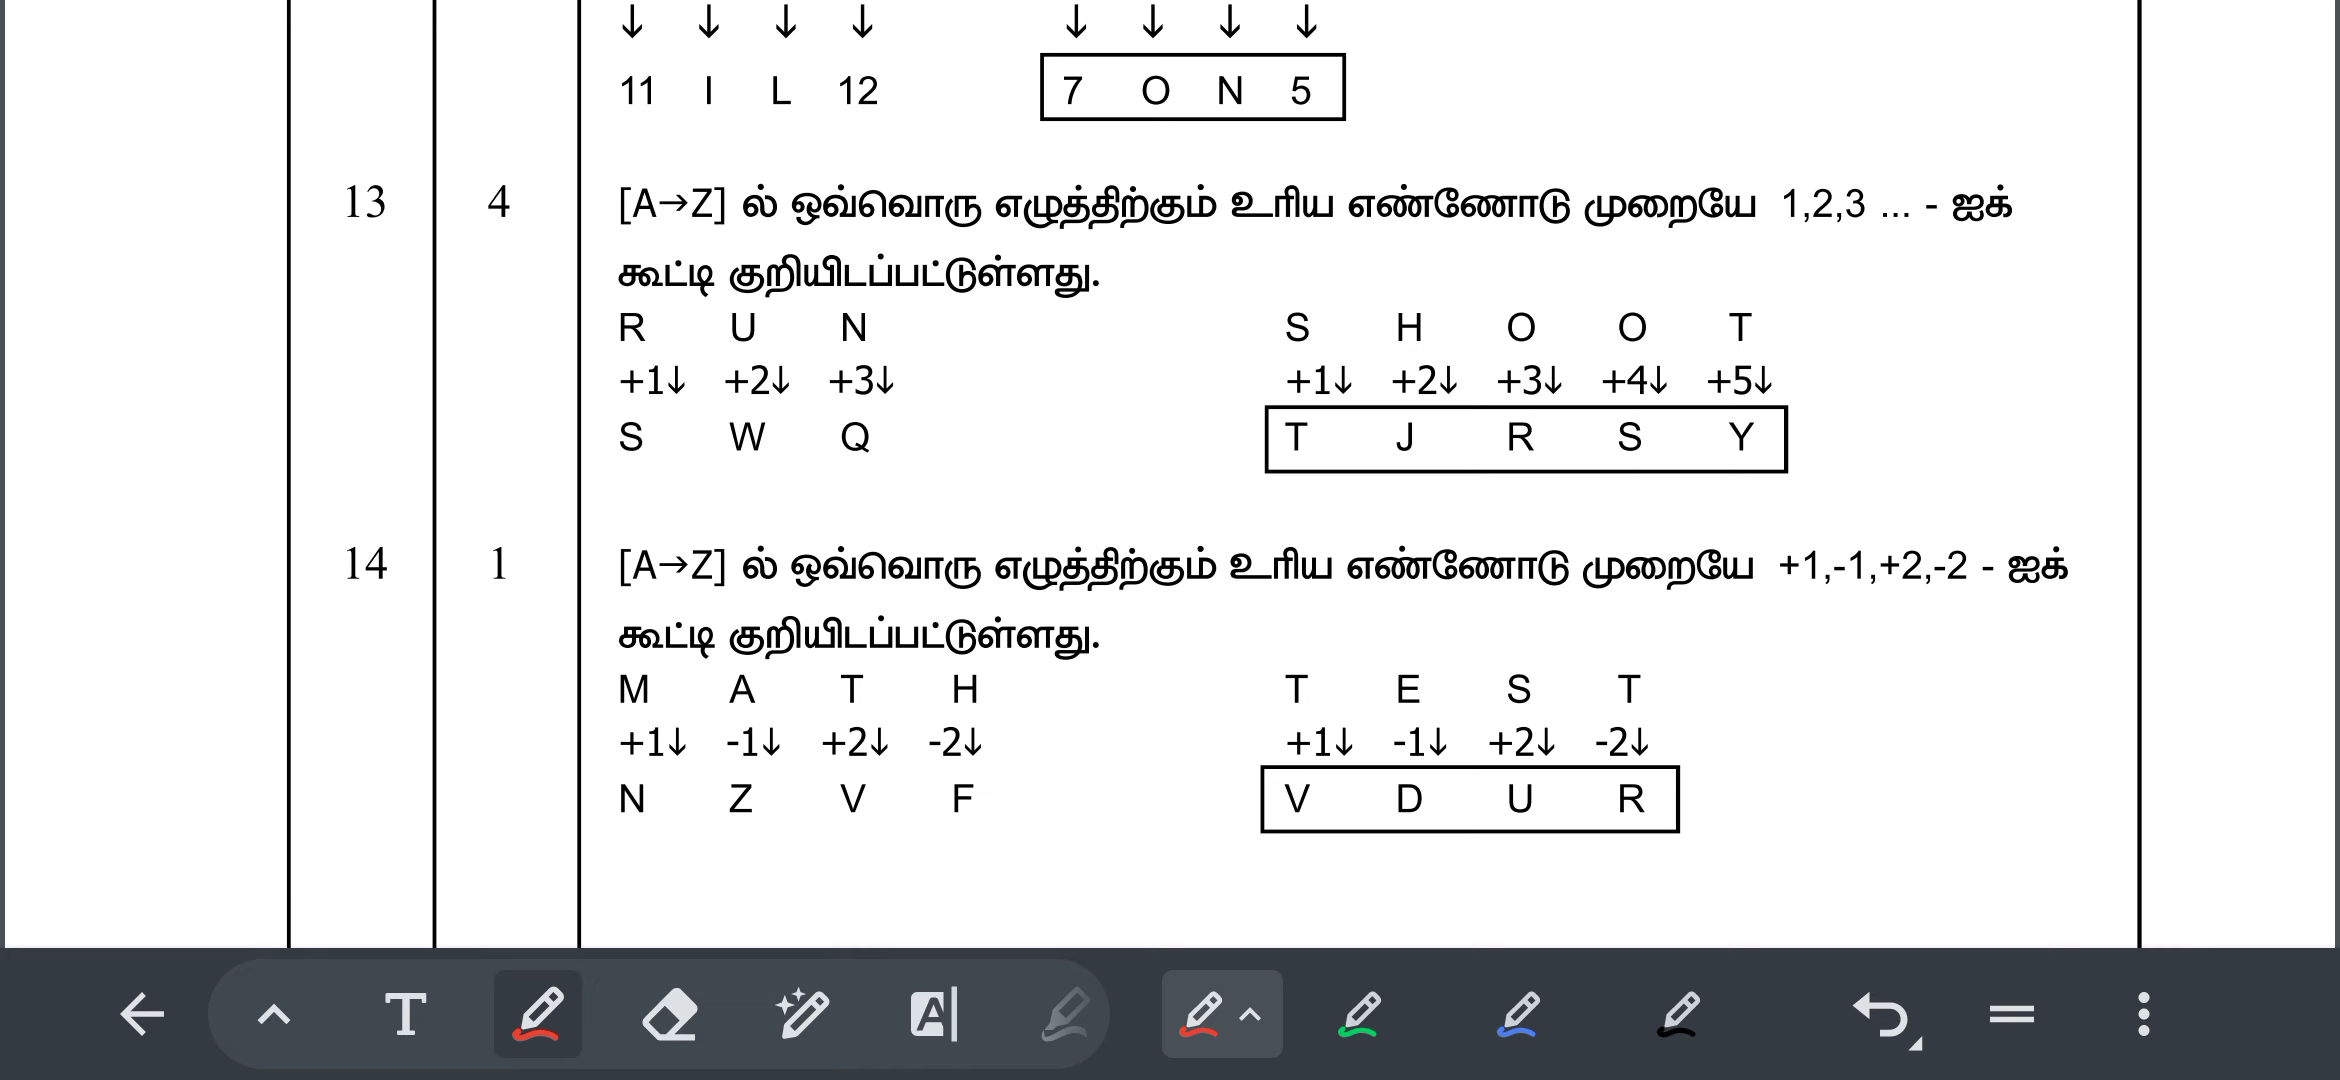 ↓ ↓ ↓ ↓ ↓ ↓ ↓ ↓
11 I L 12 7 O N 5
13 4 [A→Z] ல் ஒவ்வொரு எழுத்திற்கும் உரிய எண்ணோடு முறையே 1,2,3 ... - ஐக்
கூட்டி குறியிடப்பட்டுள்ளது.
R U N S H O O T
+1↓ +2↓ +3↓ +1↓ +2↓ +3↓ +4↓ +5↓
S W Q T J R S Y
14 1 [A→Z] ல் ஒவ்வொரு எழுத்திற்கும் உரிய எண்ணோடு முறையே +1,-1,+2,-2 - ஐக்
கூட்டி குறியிடப்பட்டுள்ளது.
M A T H T E S T
+1↓ -1↓ +2↓ -2↓ +1↓ -1↓ +2↓ -2↓
N Z V F V D U R